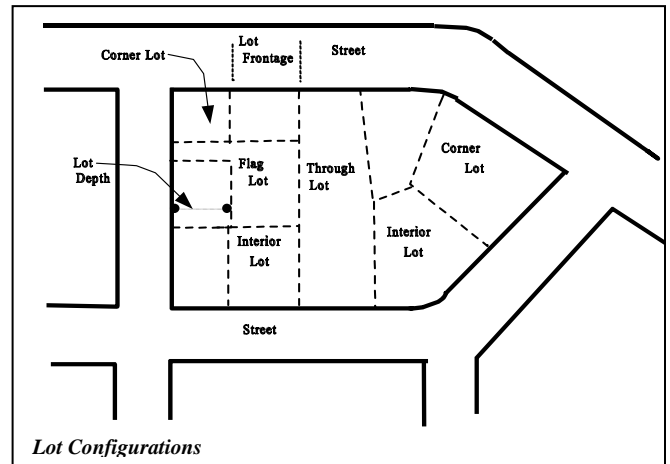 Lot
Frontage
Street
Corner Lot
Lot
Depth
Flag
Lot
Through
Lot
Corner
Lot
Interior
Lot
Interior
Lot
Street
Lot Configurations